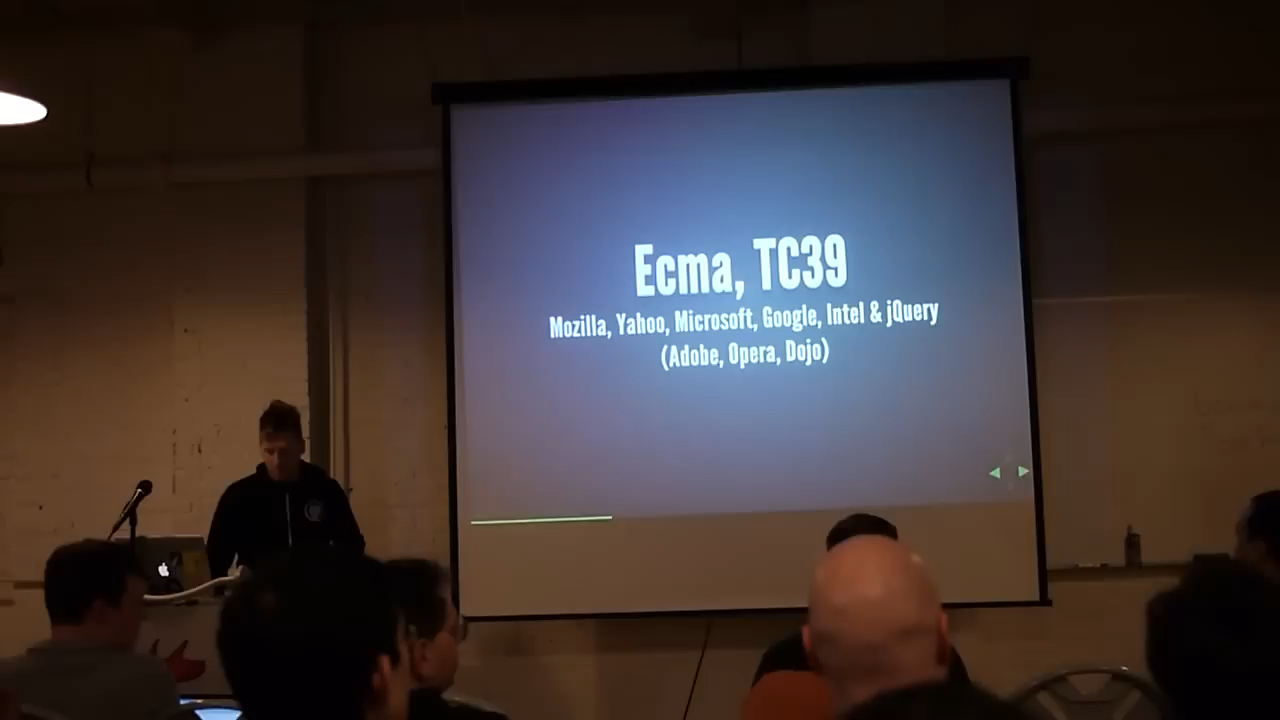 Ecma, TC39
Mozilla, Yahoo, Microsoft, Google, Intel & jQuery
(Adobe, Opera, Dojo)